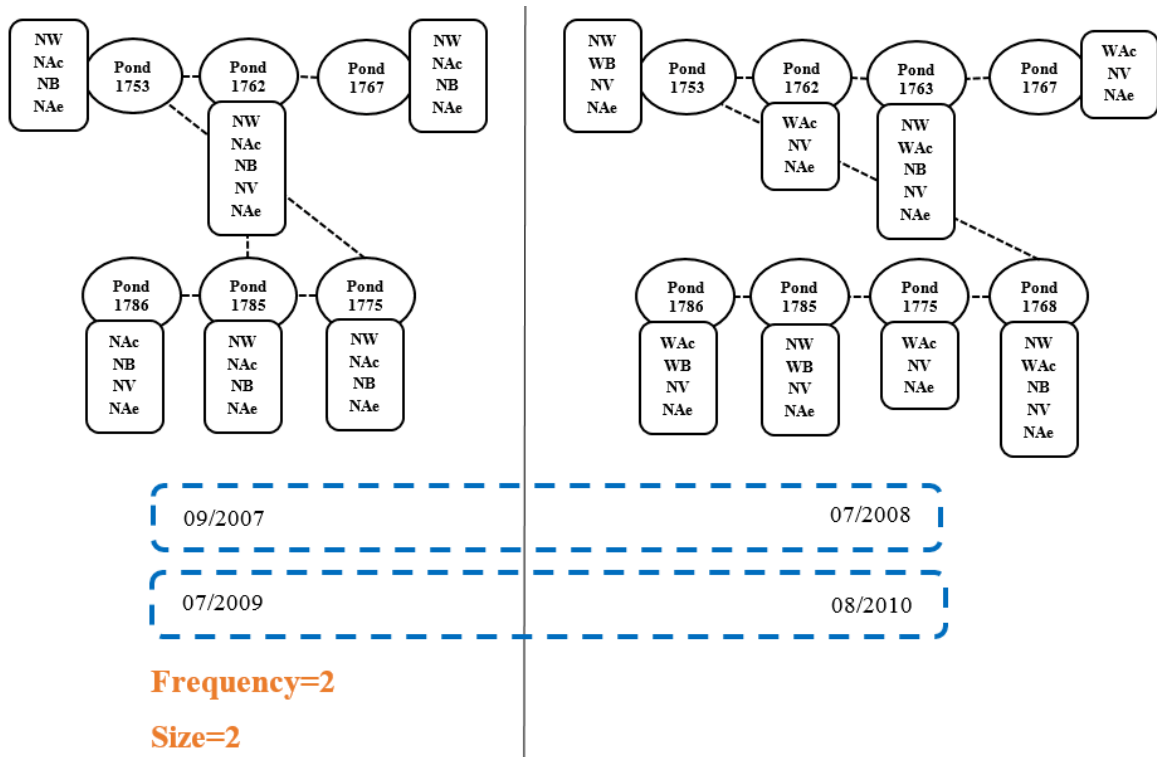 NW
NAc
NB
NAe
Pond
1753
Pond
1762
Pond
1767
NW
NAc
NB
NAe
NW
NAc
NB
NV
NAe
Pond
1786
Pond
1785
Pond
1775
NAc
NB
NV
NAe
NW
NAc
NB
NAe
NW
NAc
NB
NAe
NW
WB
NV
NAe
Pond
1753
Pond
1762
Pond
1763
Pond
1767
WAc
NV
NAe
WAc
NV
NAe
NW
WAc
NB
NV
NAe
Pond
1786
Pond
1785
Pond
1775
Pond
1768
WAc
WB
NV
NAe
NW
WB
NV
NAe
WAc
NV
NAe
NW
WAc
NB
NV
NAe
09/2007 07/2008
07/2009 08/2010
Frequency=2
Size=2